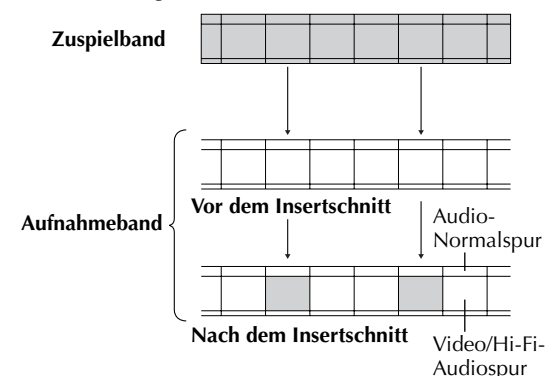 Zuspielband
Vor dem Insertschnitt
Aufnahmeband
Audio-
Normalspur
Nach dem Insertschnitt
Video/Hi-Fi-
Audiospur